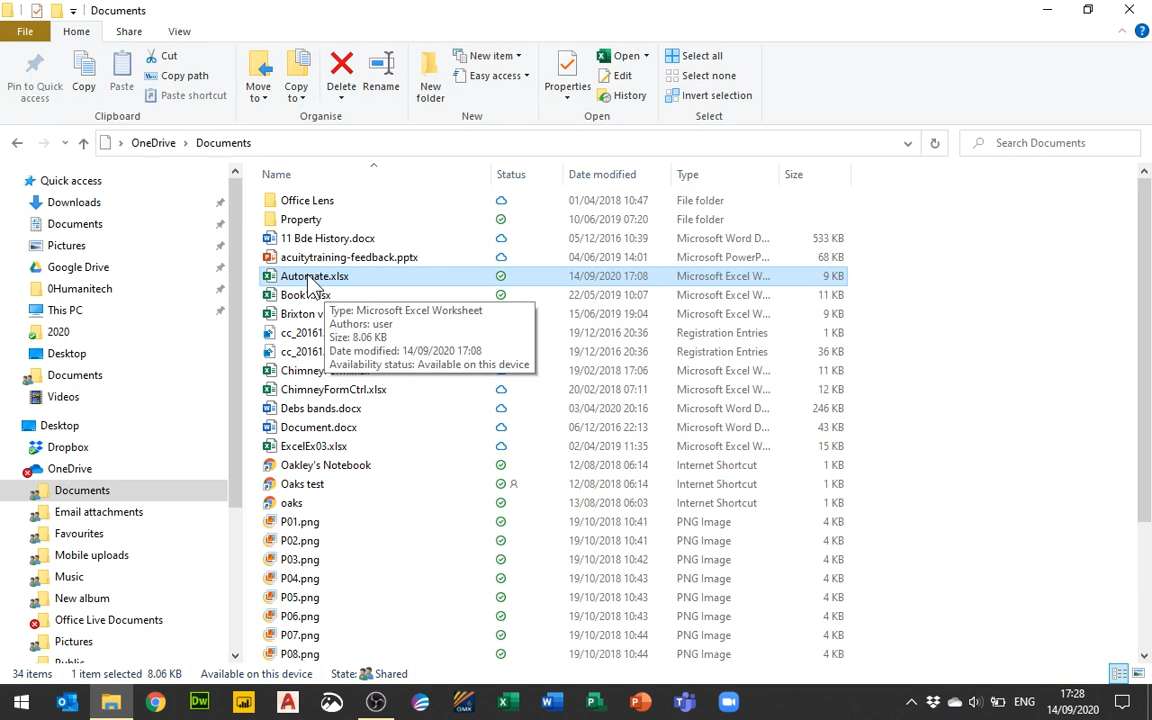 Documents
File
Home
Share
View
Pin to Quick access
Copy
Paste
Cut
Copy path
Paste shortcut
Clipboard
Move to
Copy to
Delete
Rename
Organise
New folder
New item
Easy access
New
Properties
Open
Edit
History
Open
Select all
Select none
Invert selection
Select
OneDrive
Documents
Search Documents
Quick access
Downloads
Documents
Pictures
Google Drive
0Humanitech
This PC
2020
Desktop
Documents
Videos
Desktop
Dropbox
OneDrive
Documents
Email attachments
Favourites
Mobile uploads
Music
New album
Office Live Documents
Pictures
Public
Name Status Date modified Type Size
Office Lens 01/04/2018 10:47 File folder
Property 10/06/2019 07:20 File folder
11 Bde History.docx 05/12/2016 10:39 Microsoft Word D... 533 KB
acuitytraining-feedback.pptx 04/06/2019 14:01 Microsoft PowerP... 68 KB
Automate.xlsx 14/09/2020 17:08 Microsoft Excel W... 9 KB
22/05/2019 10:07 Microsoft Excel W... 11 KB
Brixton v 15/06/2019 19:04 Microsoft Excel W... 9 KB
cc_20161 19/12/2016 20:36 Registration Entries 1 KB
cc_20161 19/12/2016 20:36 Registration Entries 36 KB
Chimney 19/02/2018 17:06 Microsoft Excel W... 11 KB
ChimneyFormCtrl.xlsx 20/02/2018 07:11 Microsoft Excel W... 12 KB
Debs bands.docx 03/04/2020 20:16 Microsoft Word D... 246 KB
Document.docx 06/12/2016 22:13 Microsoft Word D... 43 KB
ExcelEx03.xlsx 02/04/2019 11:35 Microsoft Excel W... 15 KB
Oakley's Notebook 12/08/2018 06:14 Internet Shortcut 1 KB
Oaks test 12/08/2018 06:14 Internet Shortcut 1 KB
oaks 13/08/2018 06:03 Internet Shortcut 1 KB
P01.png 19/10/2018 10:41 PNG Image 4 KB
P02.png 19/10/2018 10:41 PNG Image 4 KB
P03.png 19/10/2018 10:42 PNG Image 4 KB
P04.png 19/10/2018 10:43 PNG Image 4 KB
P05.png 19/10/2018 10:43 PNG Image 4 KB
P06.png 19/10/2018 10:43 PNG Image 4 KB
P07.png 19/10/2018 10:44 PNG Image 4 KB
P08.png 19/10/2018 10:44 PNG Image 4 KB
Type: Microsoft Excel Worksheet
Authors: user
Size: 8.06 KB
Date modified: 14/09/2020 17:08
Availability status: Available on this device
34 items 1 item selected 8.06 KB Available on this device State: Shared
Dw
A
GMX
ENG
17:28
14/09/2020